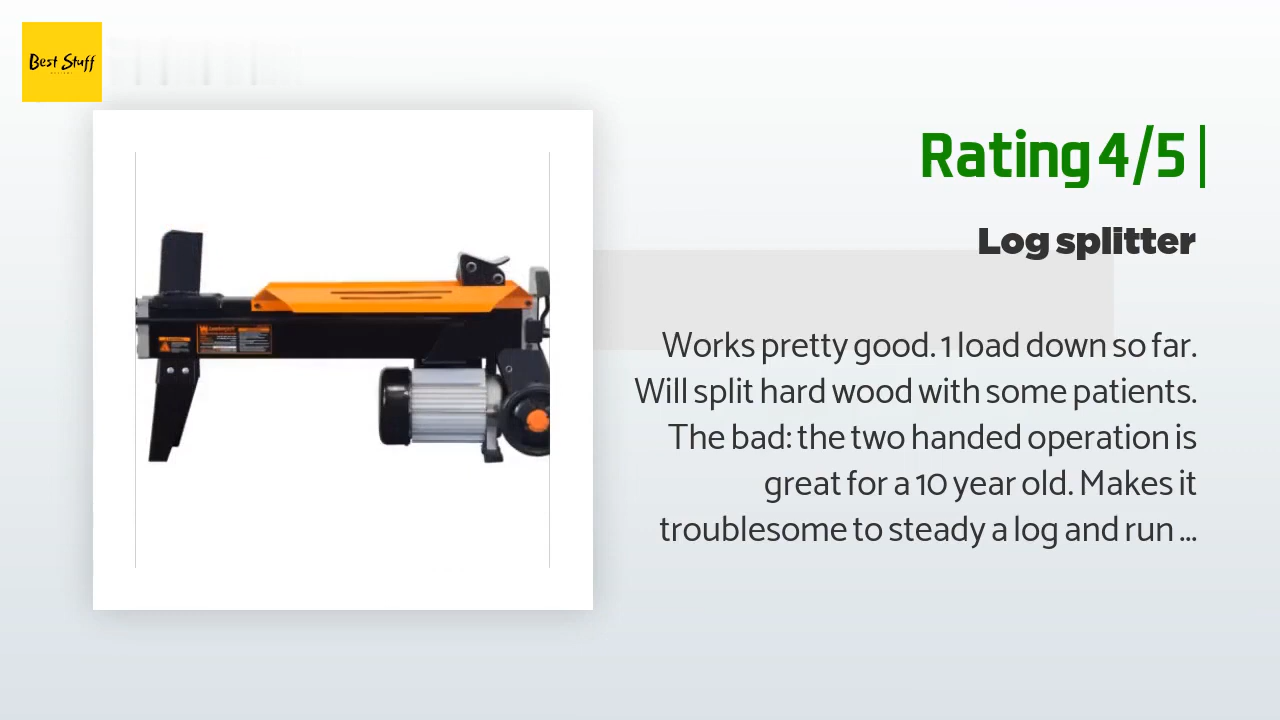 Best Stuff
Rating 4/5 |
Log splitter
Works pretty good. 1 load down so far.
Will split hard wood with some patients.
The bad: the two handed operation is
great for a 10 year old. Makes it
troublesome to steady a log and run ...